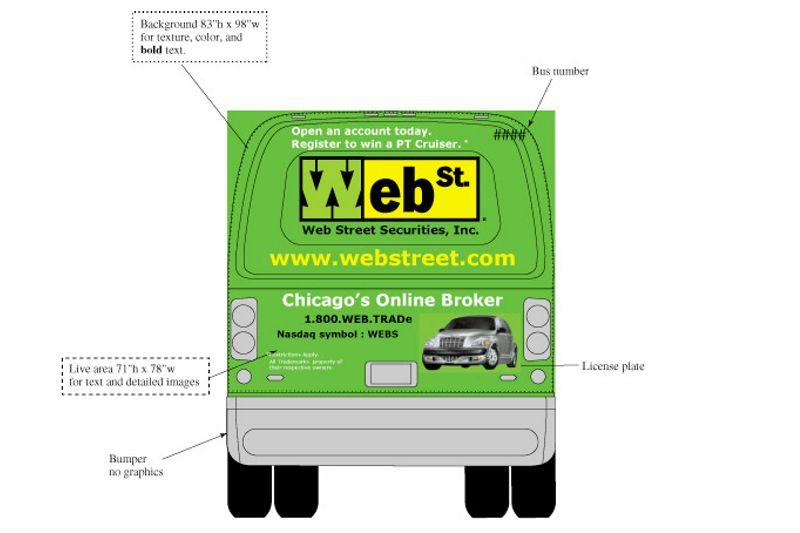 Background 83"h x 98"w
for texture, color, and
bold text.
Bus number
####
Open an account today.
Register to win a PT Cruiser.*
Web St.
Web Street Securities, Inc.
www.webstreet.com
Chicago's Online Broker
1.800.WEB.TRADe
Nasdaq symbol : WEBS
Restrictions Apply.
All Trademarks property of
their respective owners
Live area 71"h x 78"w
for text and detailed images
License plate
Bumper
no graphics